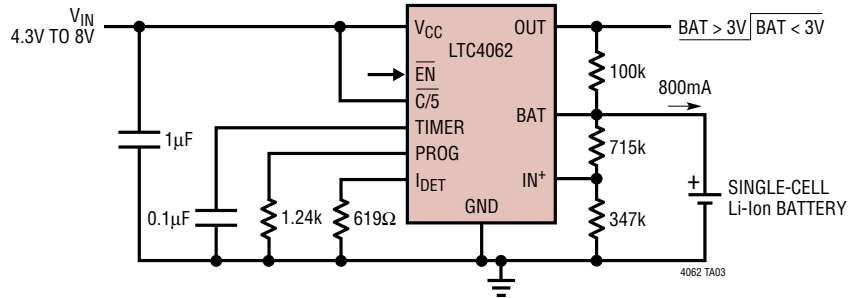 V_IN
4.3V TO 8V
V_CC
OUT
BAT > 3V BAT < 3V
LTC4062
E̅N̅
C̅/̅5̅
TIMER
PROG
I_DET
BAT
IN⁺
GND
100k
800mA
715k
347k
1µF
0.1µF
1.24k
619Ω
+
SINGLE-CELL
Li-Ion BATTERY
4062 TA03